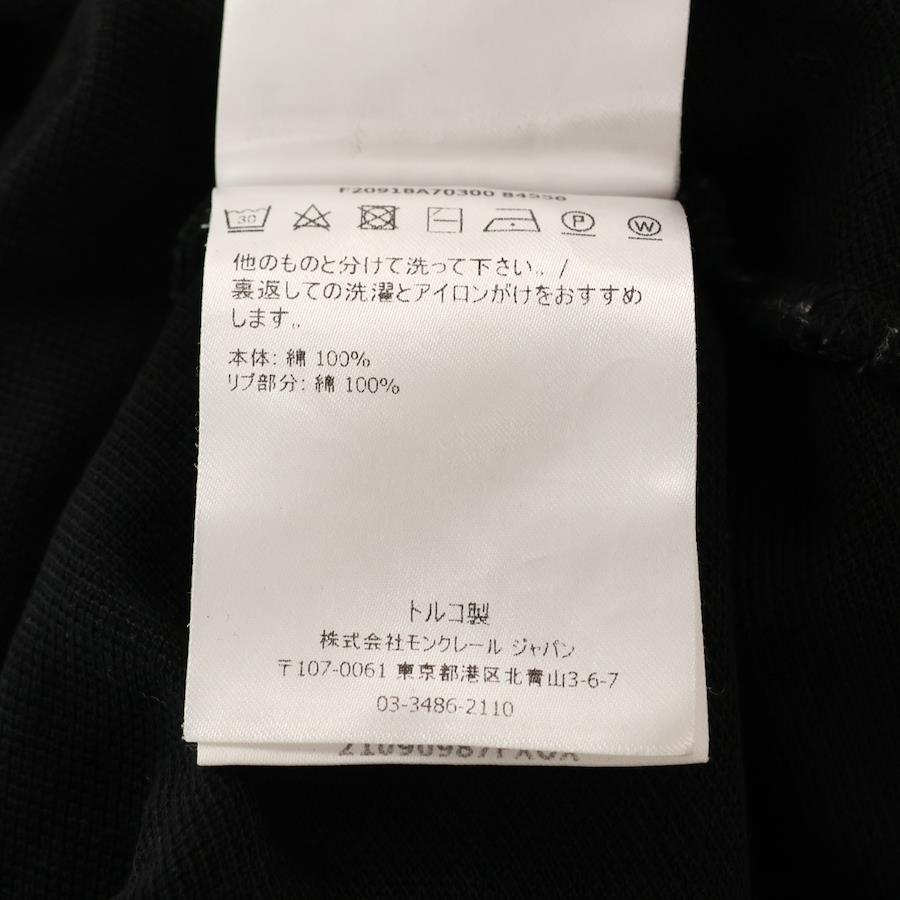 F20918A70300 84556
30
P
W
他のものと分けて洗って下さい。/
裏返しての洗濯とアイロンがけをおすすめ
します。
本体: 綿 100%
リブ部分: 綿 100%
トルコ製
株式会社モンクレール ジャパン
〒107-0061 東京都港区北青山3-6-7
03-3486-2110